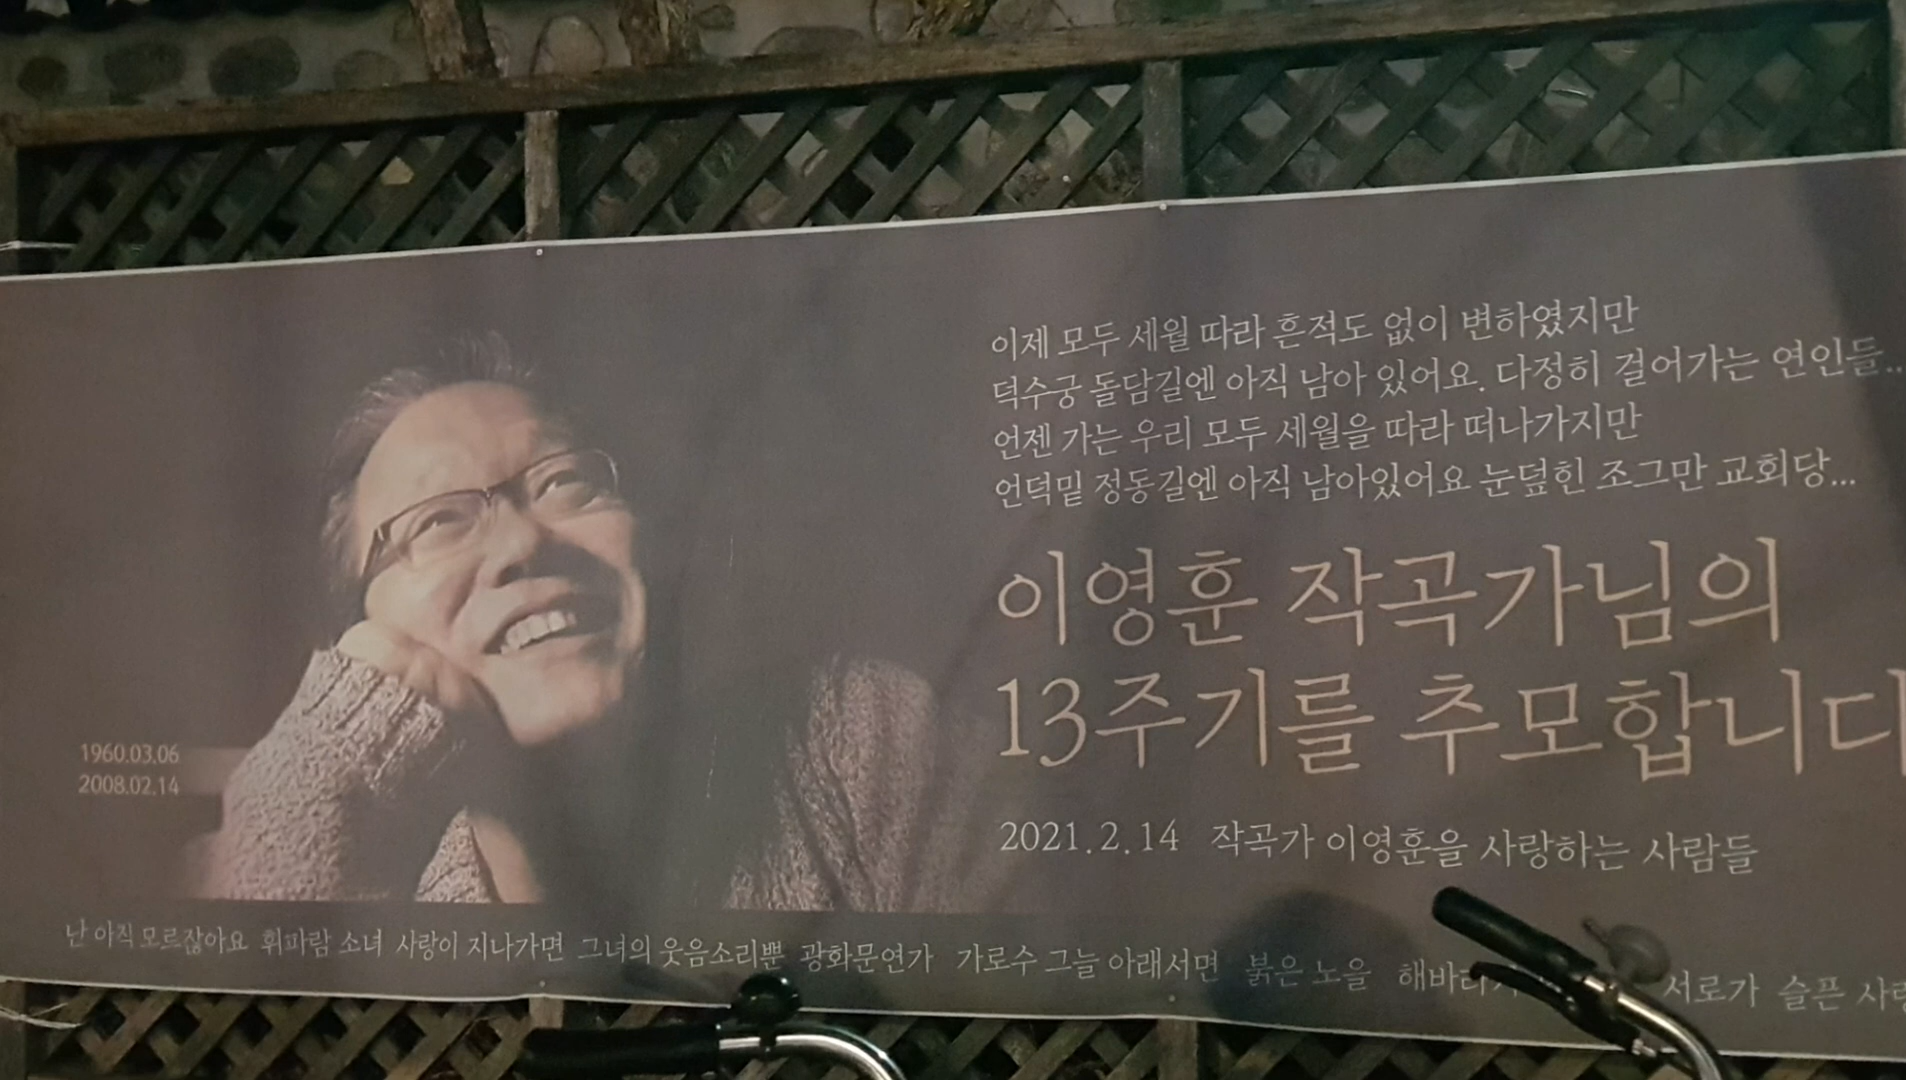 이제 모두 세월 따라 흔적도 없이 변하였지만
덕수궁 돌담길엔 아직 남아 있어요. 다정히 걸어가는 연인들..
언젠 가는 우리 모두 세월을 따라 떠나가지만
언덕밑 정동길엔 아직 남아있어요 눈덮힌 조그만 교회당...
이영훈 작곡가님의
13주기를 추모합니다
1960.03.06
2008.02.14
2021.2.14 작곡가 이영훈을 사랑하는 사람들
난 아직 모르잖아요 휘파람 소녀 사랑이 지나가면 그녀의 웃음소리뿐 광화문연가 가로수 그늘 아래서면 붉은 노을 해바라기 서로가 슬픈